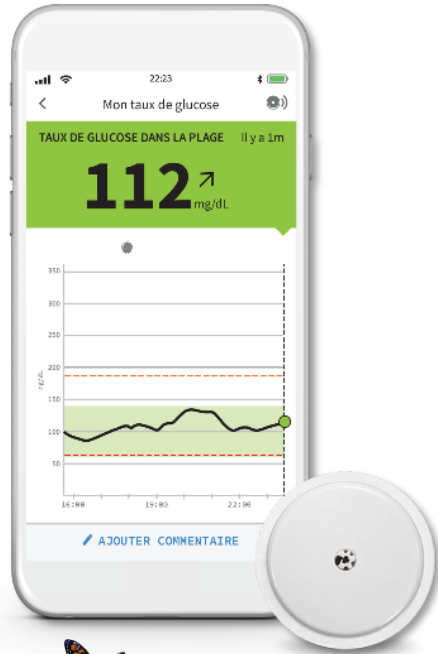 22:23
Mon taux de glucose
TAUX DE GLUCOSE DANS LA PLAGE Il y a 1m
112 mg/dL
350
300
250
200
mg/dL
150
100
50
16:00 19:00 22:00
AJOUTER COMMENTAIRE